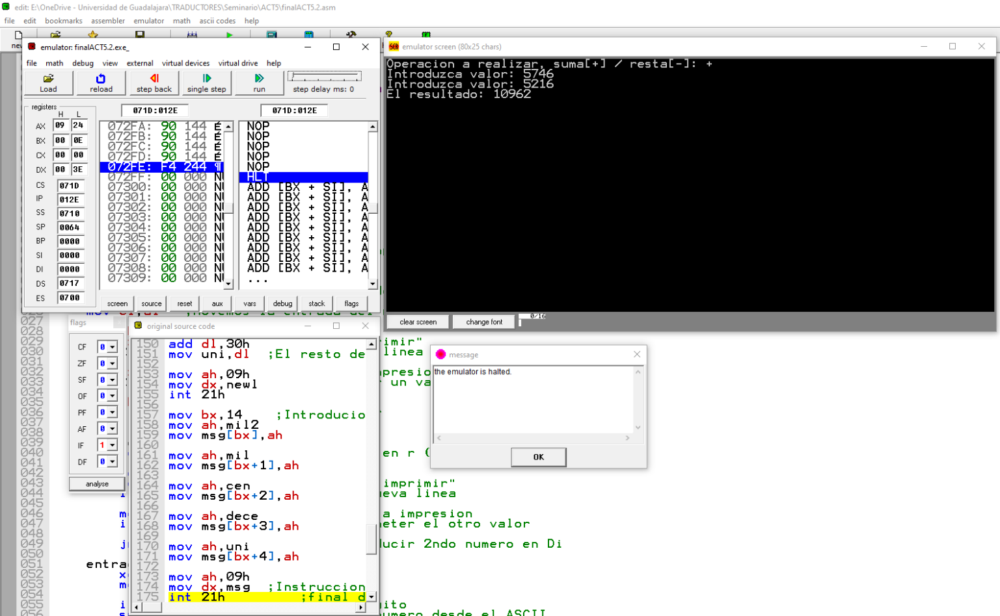 edit: E:\OneDrive - Universidad de Guadalajara\TRADUCTORES\Seminario\ACT5\finalACT5.2.asm
file edit bookmarks assembler emulator math ascii codes help
new
emulator: finalACT5.2.exe_
file math debug view external virtual devices virtual drive help
Load reload step back single step run step delay ms: 0
registers
H L
071D:012E 071D:012E
AX 09 24
BX 00 0E
CX 00 00
DX 00 3E
CS 071D
IP 012E
SS 0710
SP 0064
BP 0000
SI 0000
DI 0000
DS 0717
ES 0700
072FA: 90 144 É
072FB: 90 144 É
072FC: 90 144 É
072FD: 90 144 É
072FE: F4 244 ¶
072FF: 00 000 NU
07300: 00 000 NU
07301: 00 000 NU
07302: 00 000 NU
07303: 00 000 NU
07304: 00 000 NU
07305: 00 000 NU
07306: 00 000 NU
07307: 00 000 NU
07308: 00 000 NU
07309: 00 000 NU
NOP
NOP
NOP
NOP
NOP
HLT
ADD [BX + SI], A
ADD [BX + SI], A
ADD [BX + SI], A
ADD [BX + SI], A
ADD [BX + SI], A
ADD [BX + SI], A
ADD [BX + SI], A
ADD [BX + SI], A
ADD [BX + SI], A
...
screen source reset aux vars debug stack flags
emulator screen (80x25 chars)
Operacion a realizar, suma[+] / resta[-]: +
Introduzca valor: 5746
Introduzca valor: 5216
El resultado: 10962
clear screen change font 0/16
flags
CF 0
ZF 0
SF 0
OF 0
PF 0
AF 0
IF 1
DF 0
analyse
original source code
150 add dl,30h
151 mov uni,dl ;El resto de
152
153 mov ah,09h
154 mov dx,newl
155 int 21h
156
157 mov bx,14 ;Introducio
158 mov ah,mil2
159 mov msg[bx],ah
160
161 mov ah,mil
162 mov msg[bx+1],ah
163
164 mov ah,cen
165 mov msg[bx+2],ah
166
167 mov ah,dece
168 mov msg[bx+3],ah
169
170 mov ah,uni
171 mov msg[bx+4],ah
172
173 mov ah,09h
174 mov dx,msg ;Instruccion
175 int 21h ;final d
message
the emulator is halted.
OK
027
028
029 imir"
030 linea
031
032 presio
033 un va
034
035
036
037
038
039
040 en r (
041
042
043 imprimir"
044 ueva linea
045
046 a impresion
047 eter el otro valor
048
049 ucir 2ndo numero en Di
050
051 entra
052
053
054
055 ito
056 numero desde el ASCII